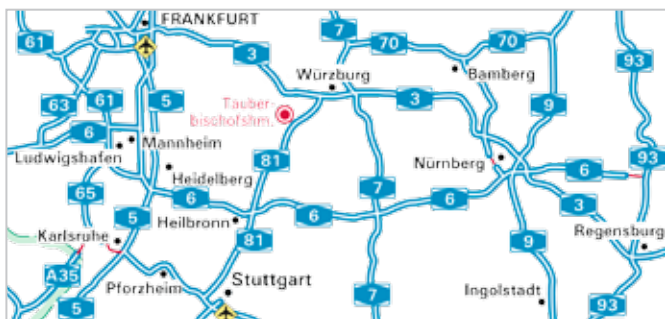 FRANKFURT
61
7
70
70
3
93
Würzburg
Bamberg
63
61
5
Tauber-
bischofshm.
3
9
6
Mannheim
Ludwigshafen
81
Nürnberg
93
Heidelberg
6
65
6
7
6
3
5
Heilbronn
6
Karlsruhe
81
9
Regensburg
A35
Pforzheim
Stuttgart
7
Ingolstadt
93
5